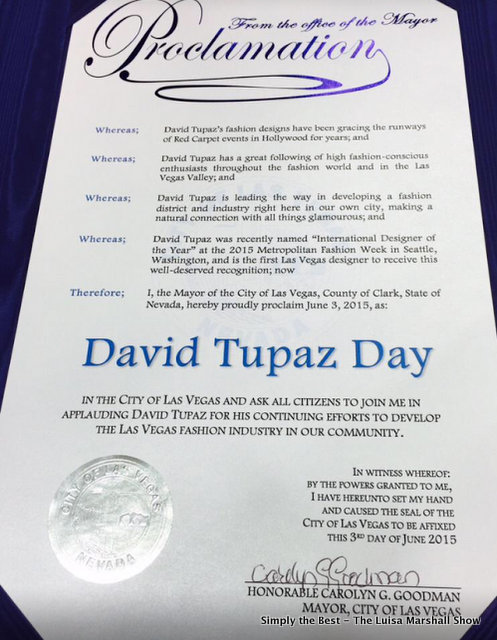 From the office of the Mayor
Proclamation
Whereas; David Tupaz's fashion designs have been gracing the runways
of Red Carpet events in Hollywood for years; and
Whereas; David Tupaz has a great following of high fashion-conscious
enthusiasts throughout the fashion world and in the Las
Vegas Valley; and
Whereas; David Tupaz is leading the way in developing a fashion
district and industry right here in our own city, making a
natural connection with all things glamourous; and
Whereas; David Tupaz was recently named "International Designer of
the Year" at the 2015 Metropolitan Fashion Week in Seattle,
Washington, and is the first Las Vegas designer to receive this
well-deserved recognition; now
Therefore; I, the Mayor of the City of Las Vegas, County of Clark, State of
Nevada, hereby proudly proclaim June 3, 2015, as:
David Tupaz Day
IN THE CITY OF LAS VEGAS AND ASK ALL CITIZENS TO JOIN ME IN
APPLAUDING DAVID TUPAZ FOR HIS CONTINUING EFFORTS TO DEVELOP
THE LAS VEGAS FASHION INDUSTRY IN OUR COMMUNITY.
CITY OF LAS VEGAS
NEVADA
IN WITNESS WHEREOF:
BY THE POWERS GRANTED TO ME,
I HAVE HEREUNTO SET MY HAND
AND CAUSED THE SEAL OF THE
CITY OF LAS VEGAS TO BE AFFIXED
THIS 3RD DAY OF JUNE 2015
Carolyn G Goodman
HONORABLE CAROLYN G. GOODMAN
MAYOR, CITY OF LAS VEGAS
Simply the Best - The Luisa Marshall Show